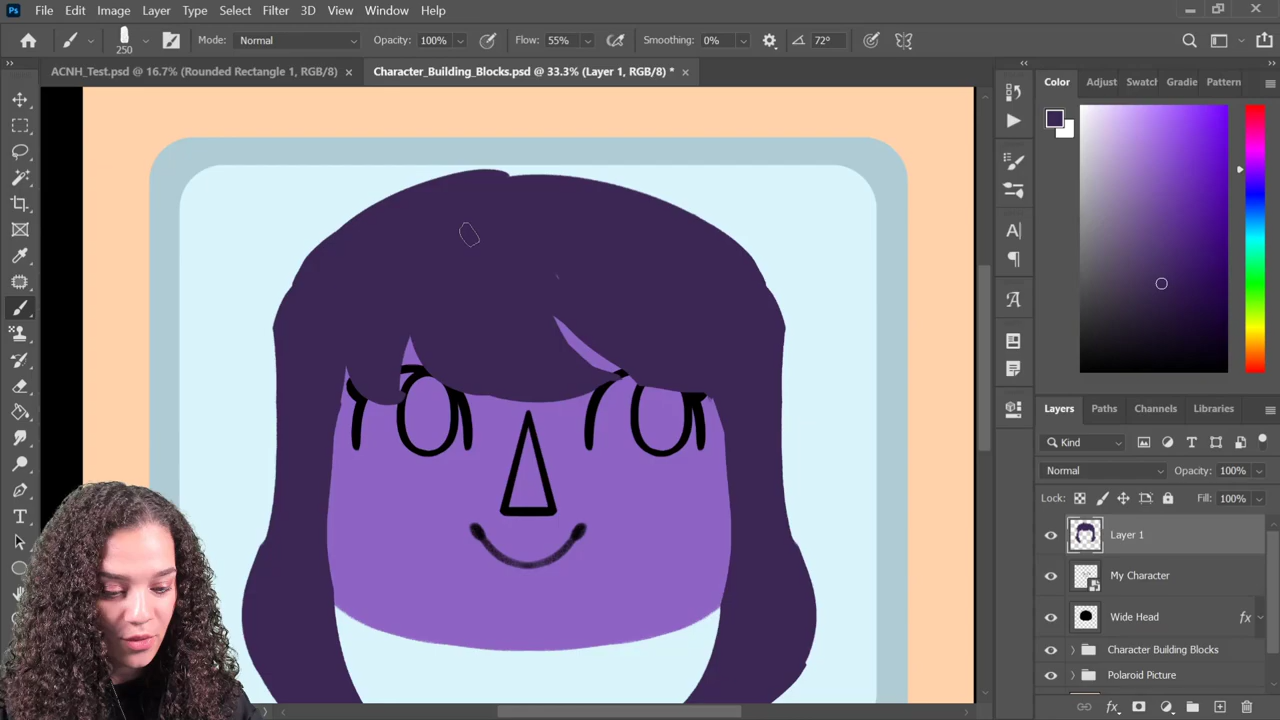 Ps File Edit Image Layer Type Select Filter 3D View Window Help
250 Mode: Normal Opacity: 100% Flow: 55% Smoothing: 0% 72°
ACNH_Test.psd @ 16.7% (Rounded Rectangle 1, RGB/8) × Character_Building_Blocks.psd @ 33.3% (Layer 1, RGB/8) * ×
Color Adjust Swatch Gradie Pattern
Layers Paths Channels Libraries
Kind
Normal Opacity: 100%
Lock: Fill: 100%
Layer 1
My Character
Wide Head fx
Character Building Blocks
Polaroid Picture
fx